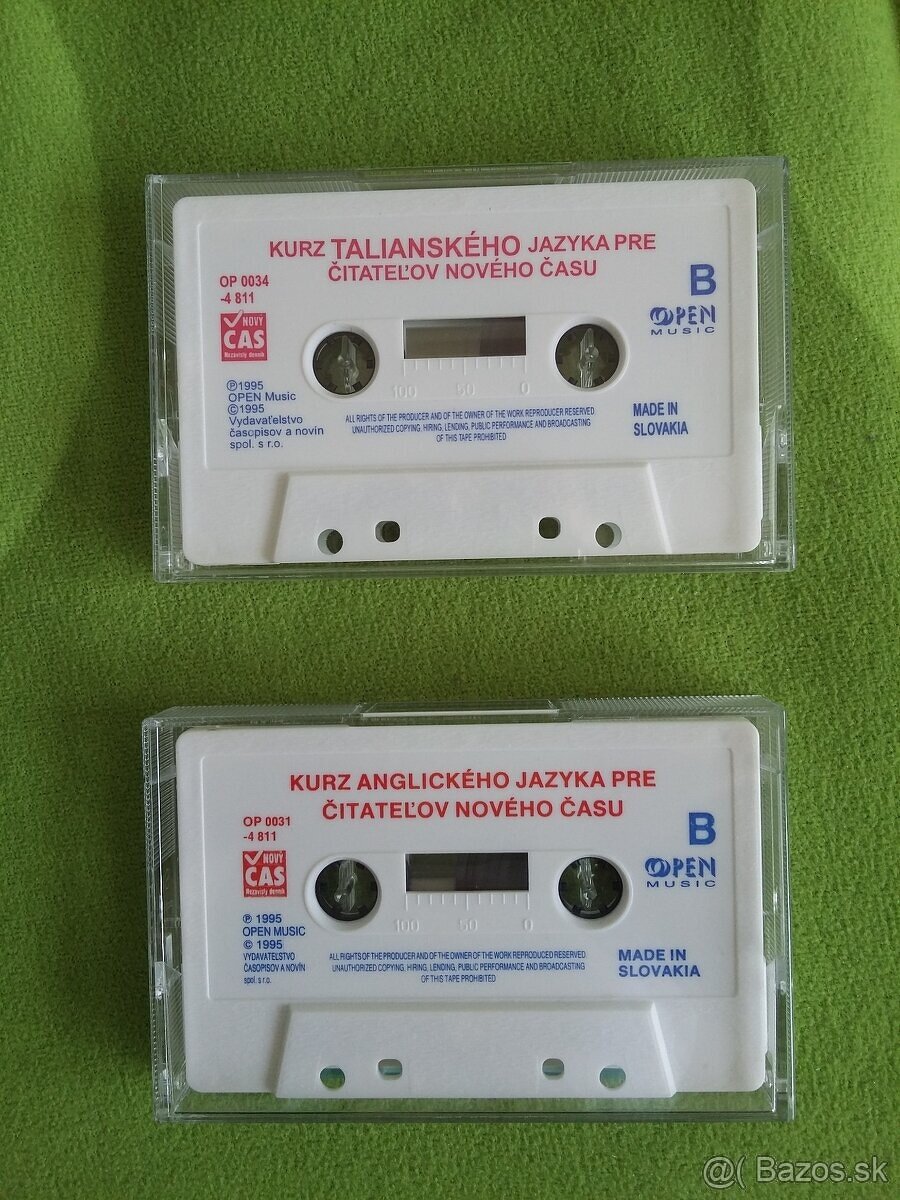 KURZ TALIANSKÉHO JAZYKA PRE
ČITATEĽOV NOVÉHO ČASU
OP 0034
-4 811
B
NOVÝ
ČAS
Nezávislý denník
OPEN
MUSIC
100 50 0
Ⓟ1995
OPEN Music
©1995
Vydavateľstvo
časopisov a novín
spol. s r.o.
ALL RIGHTS OF THE PRODUCER AND OF THE OWNER OF THE WORK REPRODUCER RESERVED
UNAUTHORIZED COPYING, HIRING, LENDING, PUBLIC PERFORMANCE AND BROADCASTING
OF THIS TAPE PROHIBITED
MADE IN
SLOVAKIA
KURZ ANGLICKÉHO JAZYKA PRE
ČITATEĽOV NOVÉHO ČASU
OP 0031
-4 811
B
NOVÝ
ČAS
Nezávislý denník
OPEN
MUSIC
100 50 0
Ⓟ 1995
OPEN MUSIC
© 1995
VYDAVATEĽSTVO
ČASOPISOV A NOVÍN
spol. s r.o.
ALL RIGHTS OF THE PRODUCER AND OF THE OWNER OF THE WORK REPRODUCED RESERVED
UNAUTHORIZED COPYING, HIRING, LENDING, PUBLIC PERFORMANCE AND BROADCASTING
OF THIS TAPE PROHIBITED
MADE IN
SLOVAKIA
@( Bazos.sk